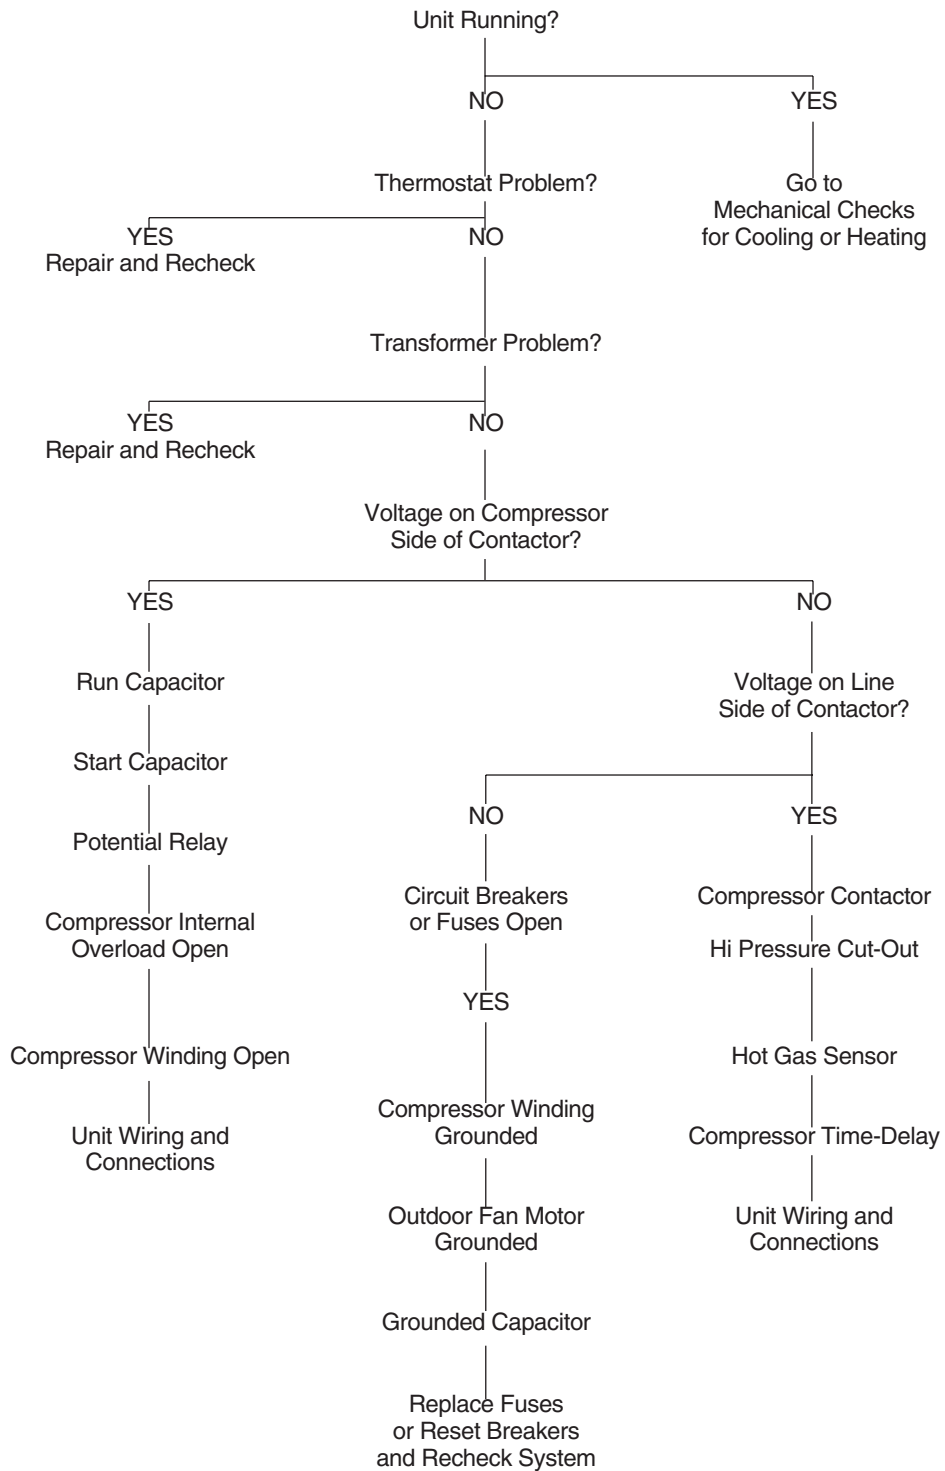 Unit Running?
NO
YES
Thermostat Problem?
Go to
Mechanical Checks
for Cooling or Heating
YES
Repair and Recheck
NO
Transformer Problem?
YES
Repair and Recheck
NO
Voltage on Compressor
Side of Contactor?
YES
NO
Run Capacitor
Start Capacitor
Potential Relay
Compressor Internal
Overload Open
Compressor Winding Open
Unit Wiring and
Connections
Voltage on Line
Side of Contactor?
NO
YES
Circuit Breakers
or Fuses Open
YES
Compressor Winding
Grounded
Outdoor Fan Motor
Grounded
Grounded Capacitor
Replace Fuses
or Reset Breakers
and Recheck System
Compressor Contactor
Hi Pressure Cut-Out
Hot Gas Sensor
Compressor Time-Delay
Unit Wiring and
Connections